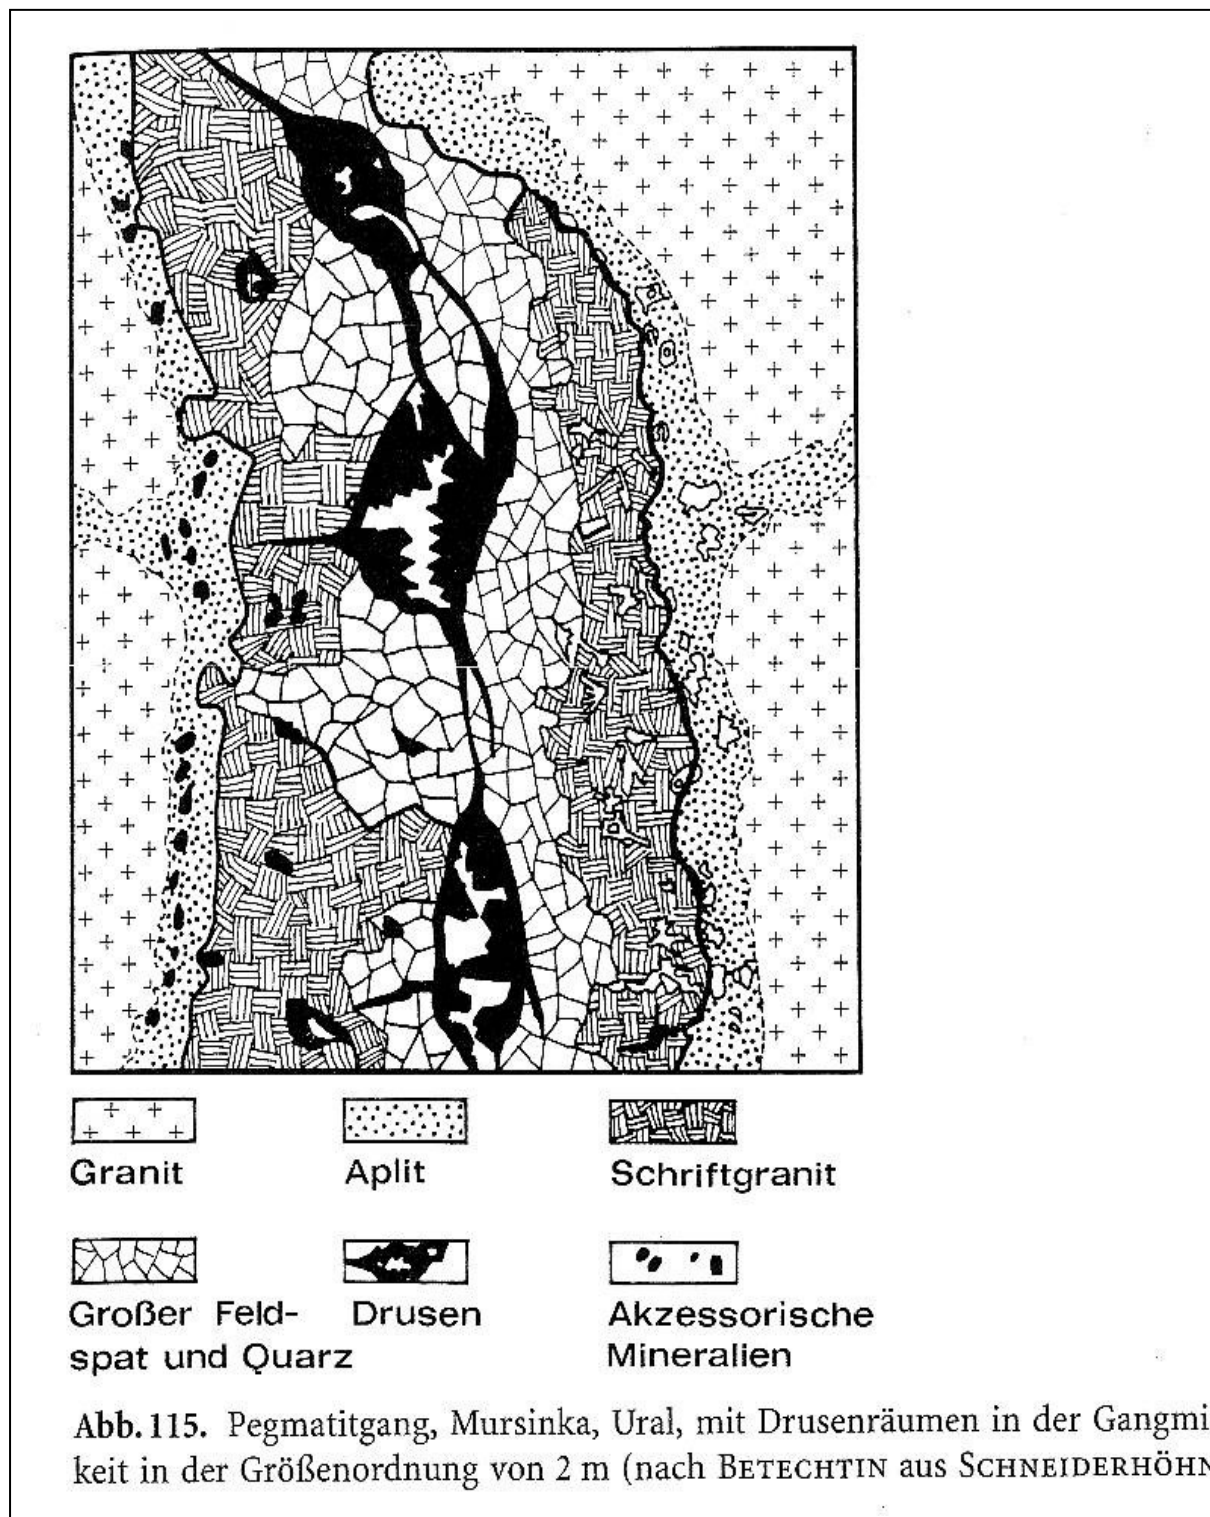 Granit
Aplit
Schriftgranit
Großer Feld-
spat und Quarz
Drusen
Akzessorische
Mineralien
Abb. 115. Pegmatitgang, Mursinka, Ural, mit Drusenräumen in der Gangmi
keit in der Größenordnung von 2 m (nach BETECHTIN aus SCHNEIDERHÖHN